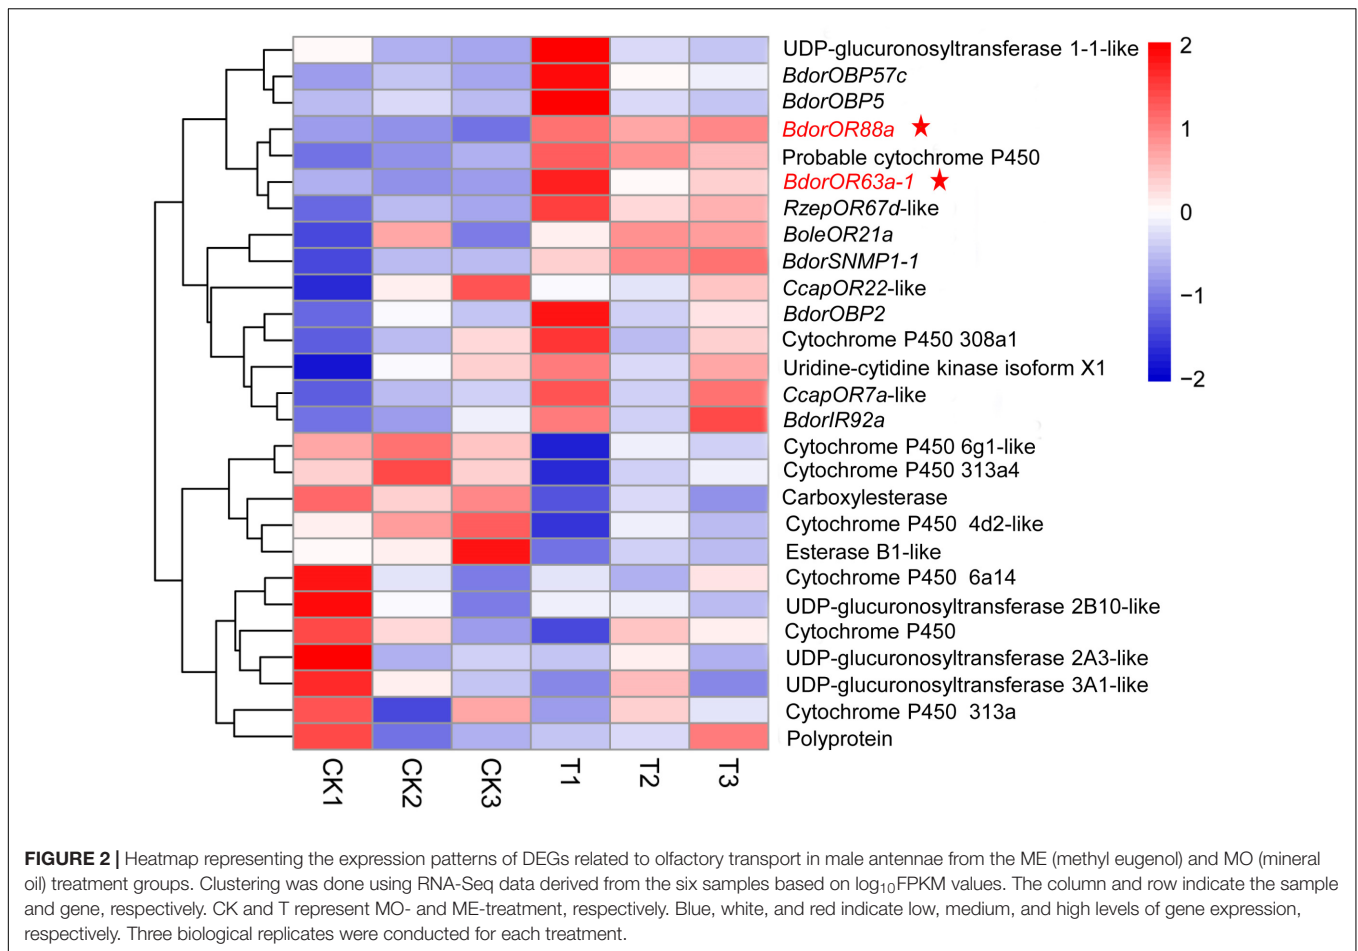 UDP-glucuronosyltransferase 1-1-like
BdorOBP57c
BdorOBP5
BdorOR88a
Probable cytochrome P450
BdorOR63a-1
RzepOR67d-like
BoleOR21a
BdorSNMP1-1
CcapOR22-like
BdorOBP2
Cytochrome P450 308a1
Uridine-cytidine kinase isoform X1
CcapOR7a-like
BdorIR92a
Cytochrome P450 6g1-like
Cytochrome P450 313a4
Carboxylesterase
Cytochrome P450 4d2-like
Esterase B1-like
Cytochrome P450 6a14
UDP-glucuronosyltransferase 2B10-like
Cytochrome P450
UDP-glucuronosyltransferase 2A3-like
UDP-glucuronosyltransferase 3A1-like
Cytochrome P450 313a
Polyprotein
2
1
0
−1
−2
CK1
CK2
CK3
T1
T2
T3
FIGURE 2 | Heatmap representing the expression patterns of DEGs related to olfactory transport in male antennae from the ME (methyl eugenol) and MO (mineral
oil) treatment groups. Clustering was done using RNA-Seq data derived from the six samples based on log₁₀FPKM values. The column and row indicate the sample
and gene, respectively. CK and T represent MO- and ME-treatment, respectively. Blue, white, and red indicate low, medium, and high levels of gene expression,
respectively. Three biological replicates were conducted for each treatment.